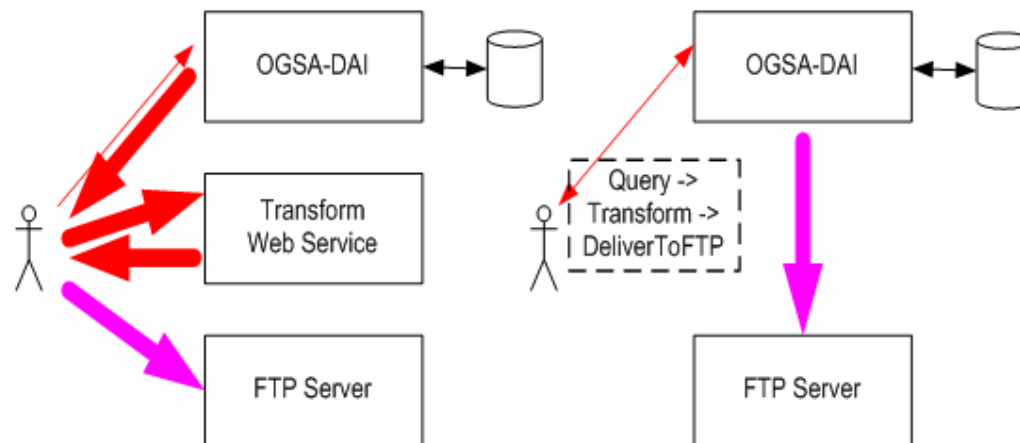 OGSA-DAI
Transform
Web Service
FTP Server
OGSA-DAI
Query ->
Transform ->
DeliverToFTP
FTP Server